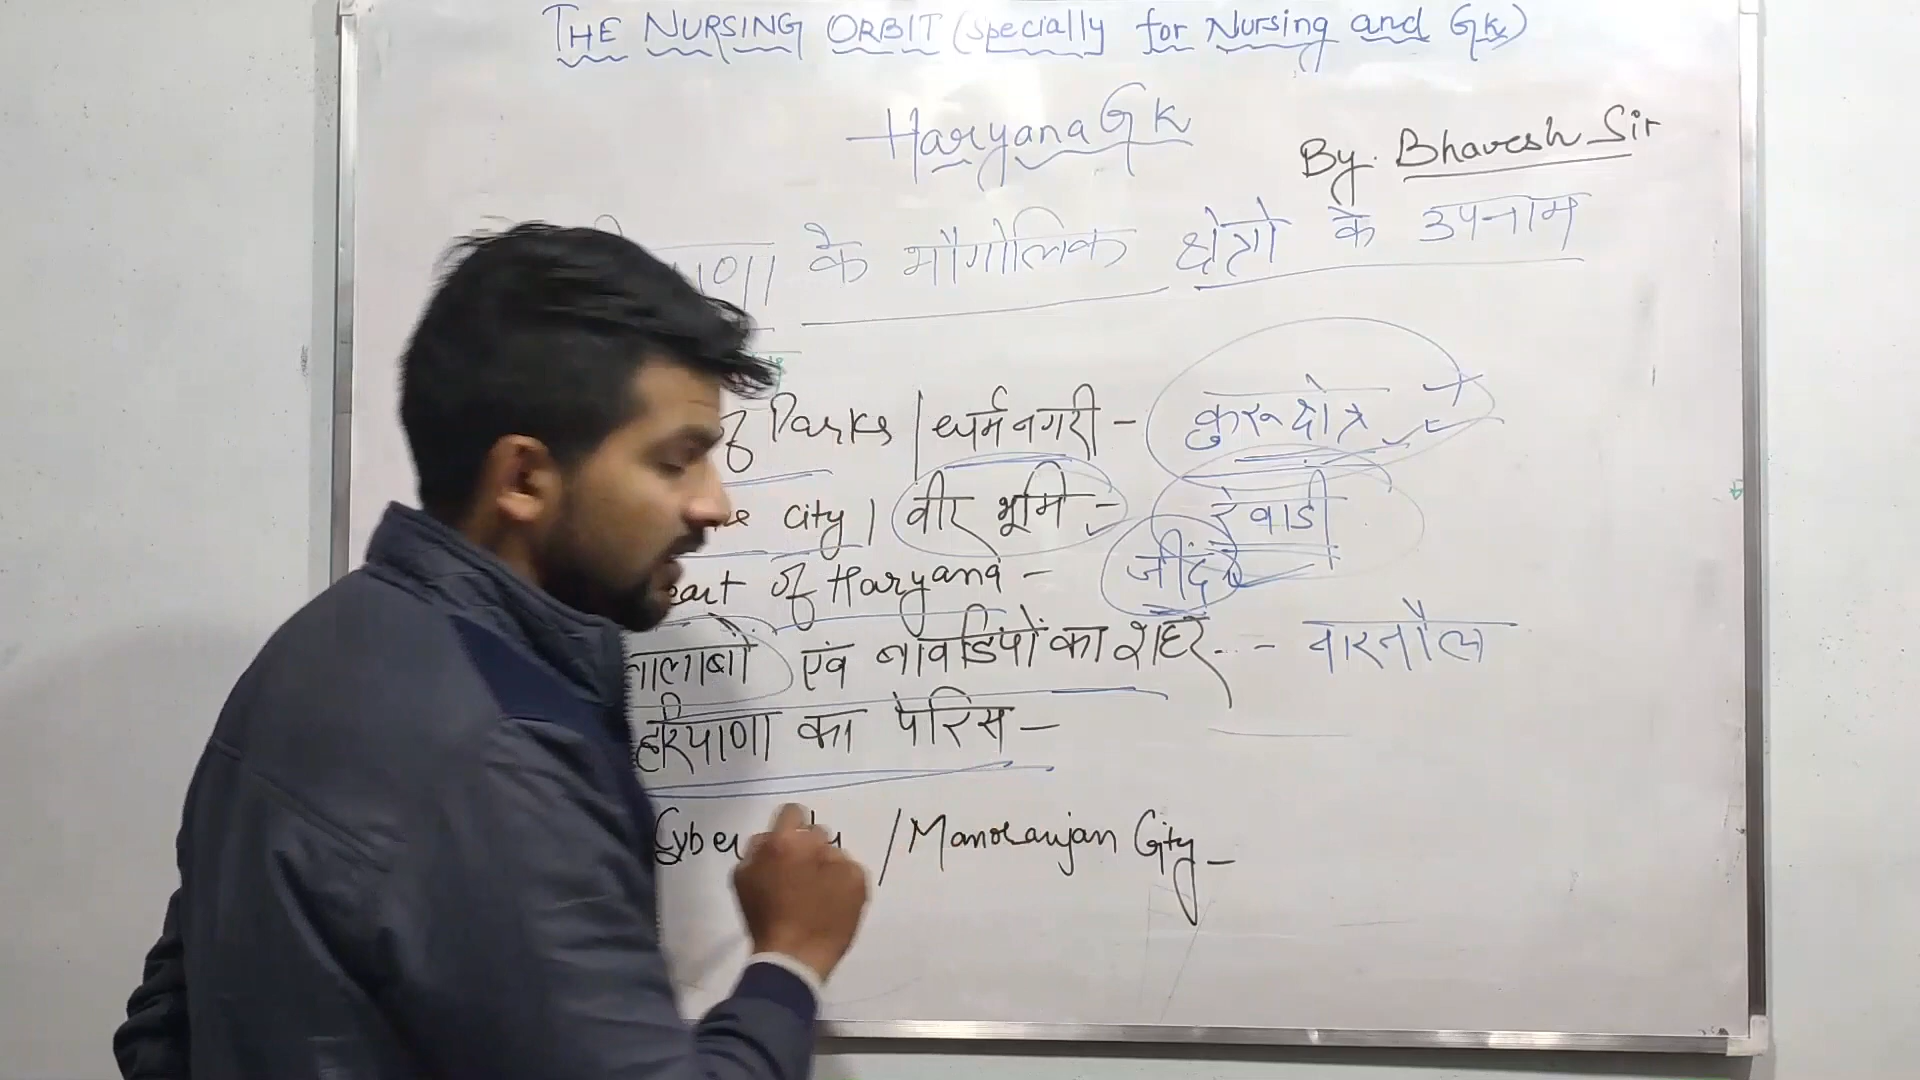 THE NURSING ORBIT (specially for Nursing and Gk)
Haryana Gk
By. Bhavesh Sir
के भौगोलिक क्षेत्रो के उपनाम
of Parks / धर्मनगरी - कुरूक्षेत्र
City / वीर भूमि :- रेवाडी
of Haryana - जींद
एवं बावडियों का शहर - - नारनौल
हरियाणा का पेरिस -
Cyber / Manoranjan City -